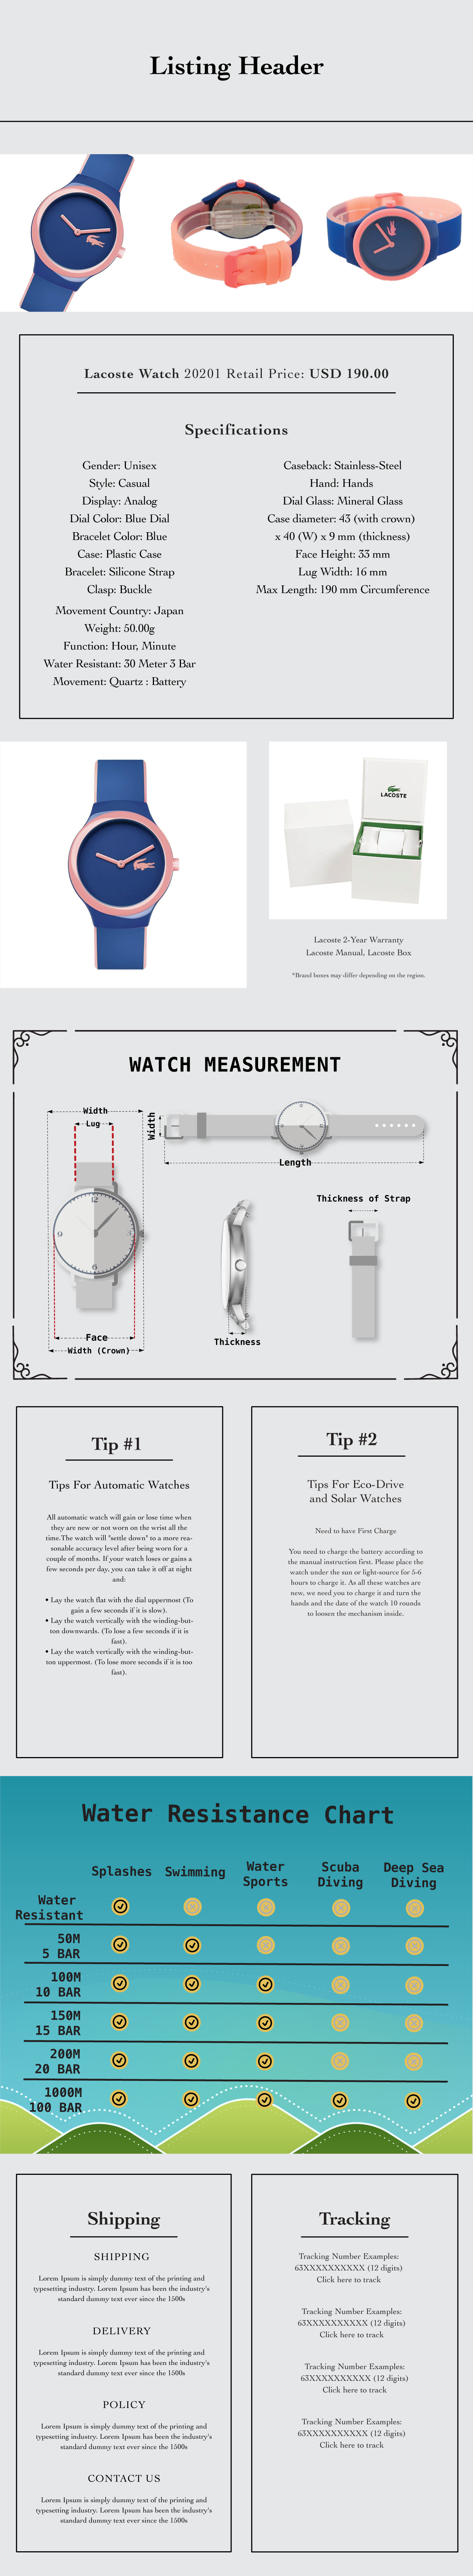 Listing Header
Lacoste Watch 20201 Retail Price: USD 190.00
Specifications
Gender: Unisex
Style: Casual
Display: Analog
Dial Color: Blue Dial
Bracelet Color: Blue
Case: Plastic Case
Bracelet: Silicone Strap
Clasp: Buckle
Movement Country: Japan
Weight: 50.00g
Function: Hour, Minute
Water Resistant: 30 Meter 3 Bar
Movement: Quartz : Battery
Caseback: Stainless-Steel
Hand: Hands
Dial Glass: Mineral Glass
Case diameter: 43 (with crown)
x 40 (W) x 9 mm (thickness)
Face Height: 33 mm
Lug Width: 16 mm
Max Length: 190 mm Circumference
LACOSTE
Lacoste 2-Year Warranty
Lacoste Manual, Lacoste Box
*Brand boxes may differ depending on the region.
WATCH MEASUREMENT
Width
Lug
12
3
6
9
Face
Width (Crown)
Width
Length
Thickness
Thickness of Strap
Tip #1
Tips For Automatic Watches
All automatic watch will gain or lose time when
they are new or not worn on the wrist all the
time.The watch will "settle down" to a more rea-
sonable accuracy level after being worn for a
couple of months. If your watch loses or gains a
few seconds per day, you can take it off at night
and:
• Lay the watch flat with the dial uppermost (To
gain a few seconds if it is slow).
• Lay the watch vertically with the winding-but-
ton downwards. (To lose a few seconds if it is
fast).
• Lay the watch vertically with the winding-but-
ton uppermost. (To lose more seconds if it is too
fast).
Tip #2
Tips For Eco-Drive
and Solar Watches
Need to have First Charge
You need to charge the battery according to
the manual instruction first. Please place the
watch under the sun or light-source for 5-6
hours to charge it. As all these watches are
new, we need you to charge it and turn the
hands and the date of the watch 10 rounds
to loosen the mechanism inside.
Water Resistance Chart
Splashes Swimming Water Sports Scuba Diving Deep Sea Diving
Water
Resistant
50M
5 BAR
100M
10 BAR
150M
15 BAR
200M
20 BAR
1000M
100 BAR
Shipping
SHIPPING
Lorem Ipsum is simply dummy text of the printing and
typesetting industry. Lorem Ipsum has been the industry's
standard dummy text ever since the 1500s
DELIVERY
Lorem Ipsum is simply dummy text of the printing and
typesetting industry. Lorem Ipsum has been the industry's
standard dummy text ever since the 1500s
POLICY
Lorem Ipsum is simply dummy text of the printing and
typesetting industry. Lorem Ipsum has been the industry's
standard dummy text ever since the 1500s
CONTACT US
Lorem Ipsum is simply dummy text of the printing and
typesetting industry. Lorem Ipsum has been the industry's
standard dummy text ever since the 1500s
Tracking
Tracking Number Examples:
63XXXXXXXXXX (12 digits)
Click here to track
Tracking Number Examples:
63XXXXXXXXXX (12 digits)
Click here to track
Tracking Number Examples:
63XXXXXXXXXX (12 digits)
Click here to track
Tracking Number Examples:
63XXXXXXXXXX (12 digits)
Click here to track